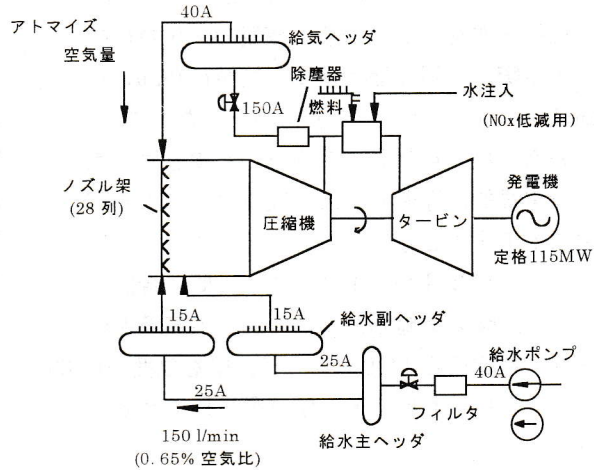 アトマイズ
空気量
40A
給気ヘッダ
除塵器
150A
燃料
水注入
(NOx低減用)
ノズル架
(28 列)
圧縮機
タービン
発電機
定格115MW
15A
15A
給水副ヘッダ
25A
25A
給水ポンプ
40A
フィルタ
給水主ヘッダ
150 l/min
(0.65% 空気比)